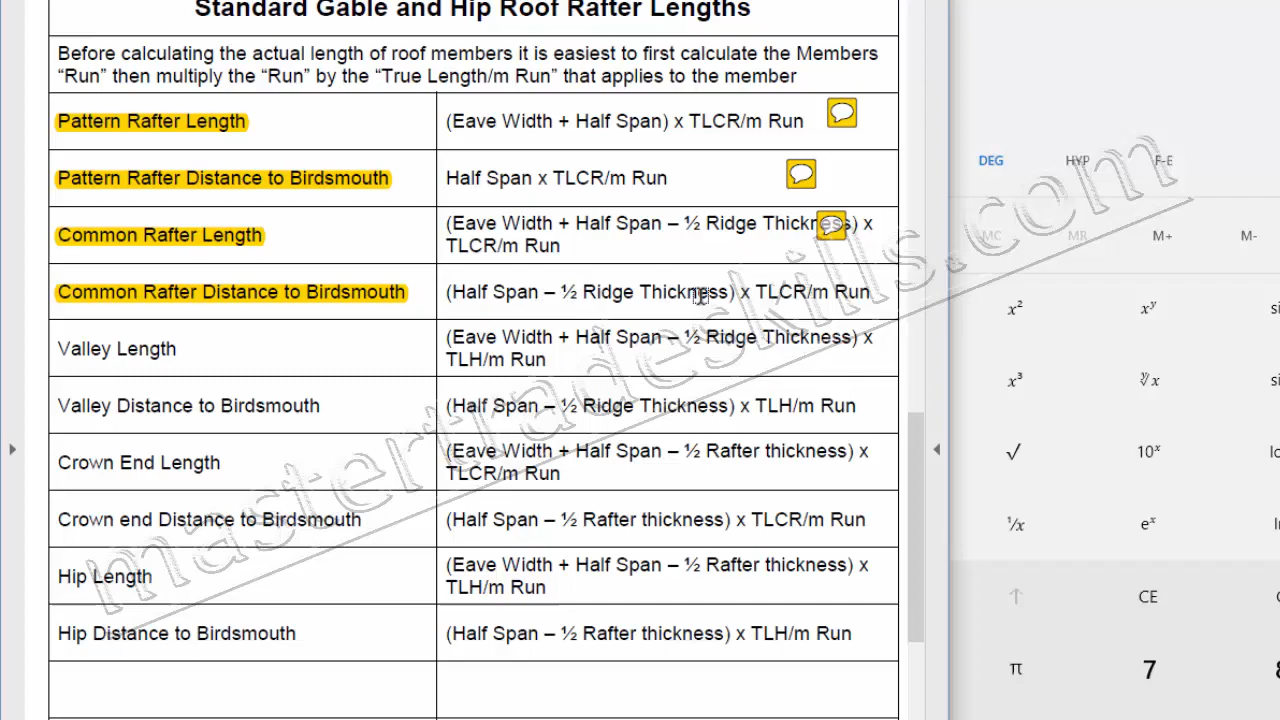 Standard Gable and Hip Roof Rafter Lengths
Before calculating the actual length of roof members it is easiest to first calculate the Members
“Run” then multiply the “Run” by the “True Length/m Run” that applies to the member
Pattern Rafter Length
(Eave Width + Half Span) x TLCR/m Run
Pattern Rafter Distance to Birdsmouth
Half Span x TLCR/m Run
Common Rafter Length
(Eave Width + Half Span – ½ Ridge Thickness) x
TLCR/m Run
Common Rafter Distance to Birdsmouth
(Half Span – ½ Ridge Thickness) x TLCR/m Run
Valley Length
(Eave Width + Half Span – ½ Ridge Thickness) x
TLH/m Run
Valley Distance to Birdsmouth
(Half Span – ½ Ridge Thickness) x TLH/m Run
Crown End Length
(Eave Width + Half Span – ½ Rafter thickness) x
TLCR/m Run
Crown end Distance to Birdsmouth
(Half Span – ½ Rafter thickness) x TLCR/m Run
Hip Length
(Eave Width + Half Span – ½ Rafter thickness) x
TLH/m Run
Hip Distance to Birdsmouth
(Half Span – ½ Rafter thickness) x TLH/m Run
mastertradeskills.com
DEG HYP F-E
MC MR M+ M-
x² xʸ
x³ ʸ√x
√ 10ˣ
¹/x eˣ
↑ CE
π 7